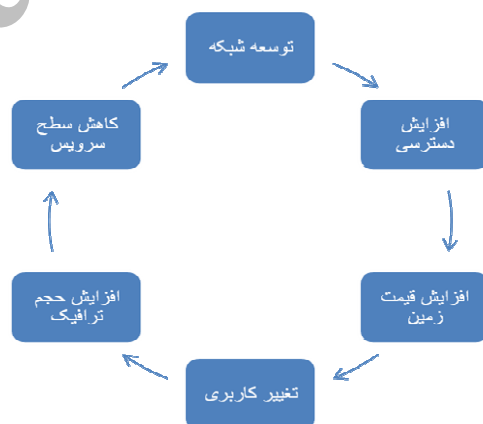 توسعه شبکه
افزایش
دسترسی
افزایش قیمت
زمین
تغییر کاربری
افزایش حجم
ترافیک
کاهش سطح
سرویس